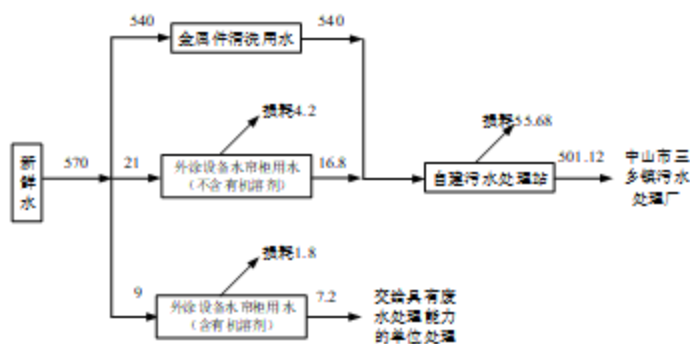 540
540
金属件清洗用水
损耗4.2
损耗55.68
新鲜水
570
21
外涂设备水帘柜用水
（不含有机溶剂）
16.8
自建污水处理站
501.12
中山市三
乡镇污水
处理厂
损耗1.8
9
外涂设备水帘柜用水
（含有机溶剂）
7.2
交给具有废
水处理能力
的单位处理